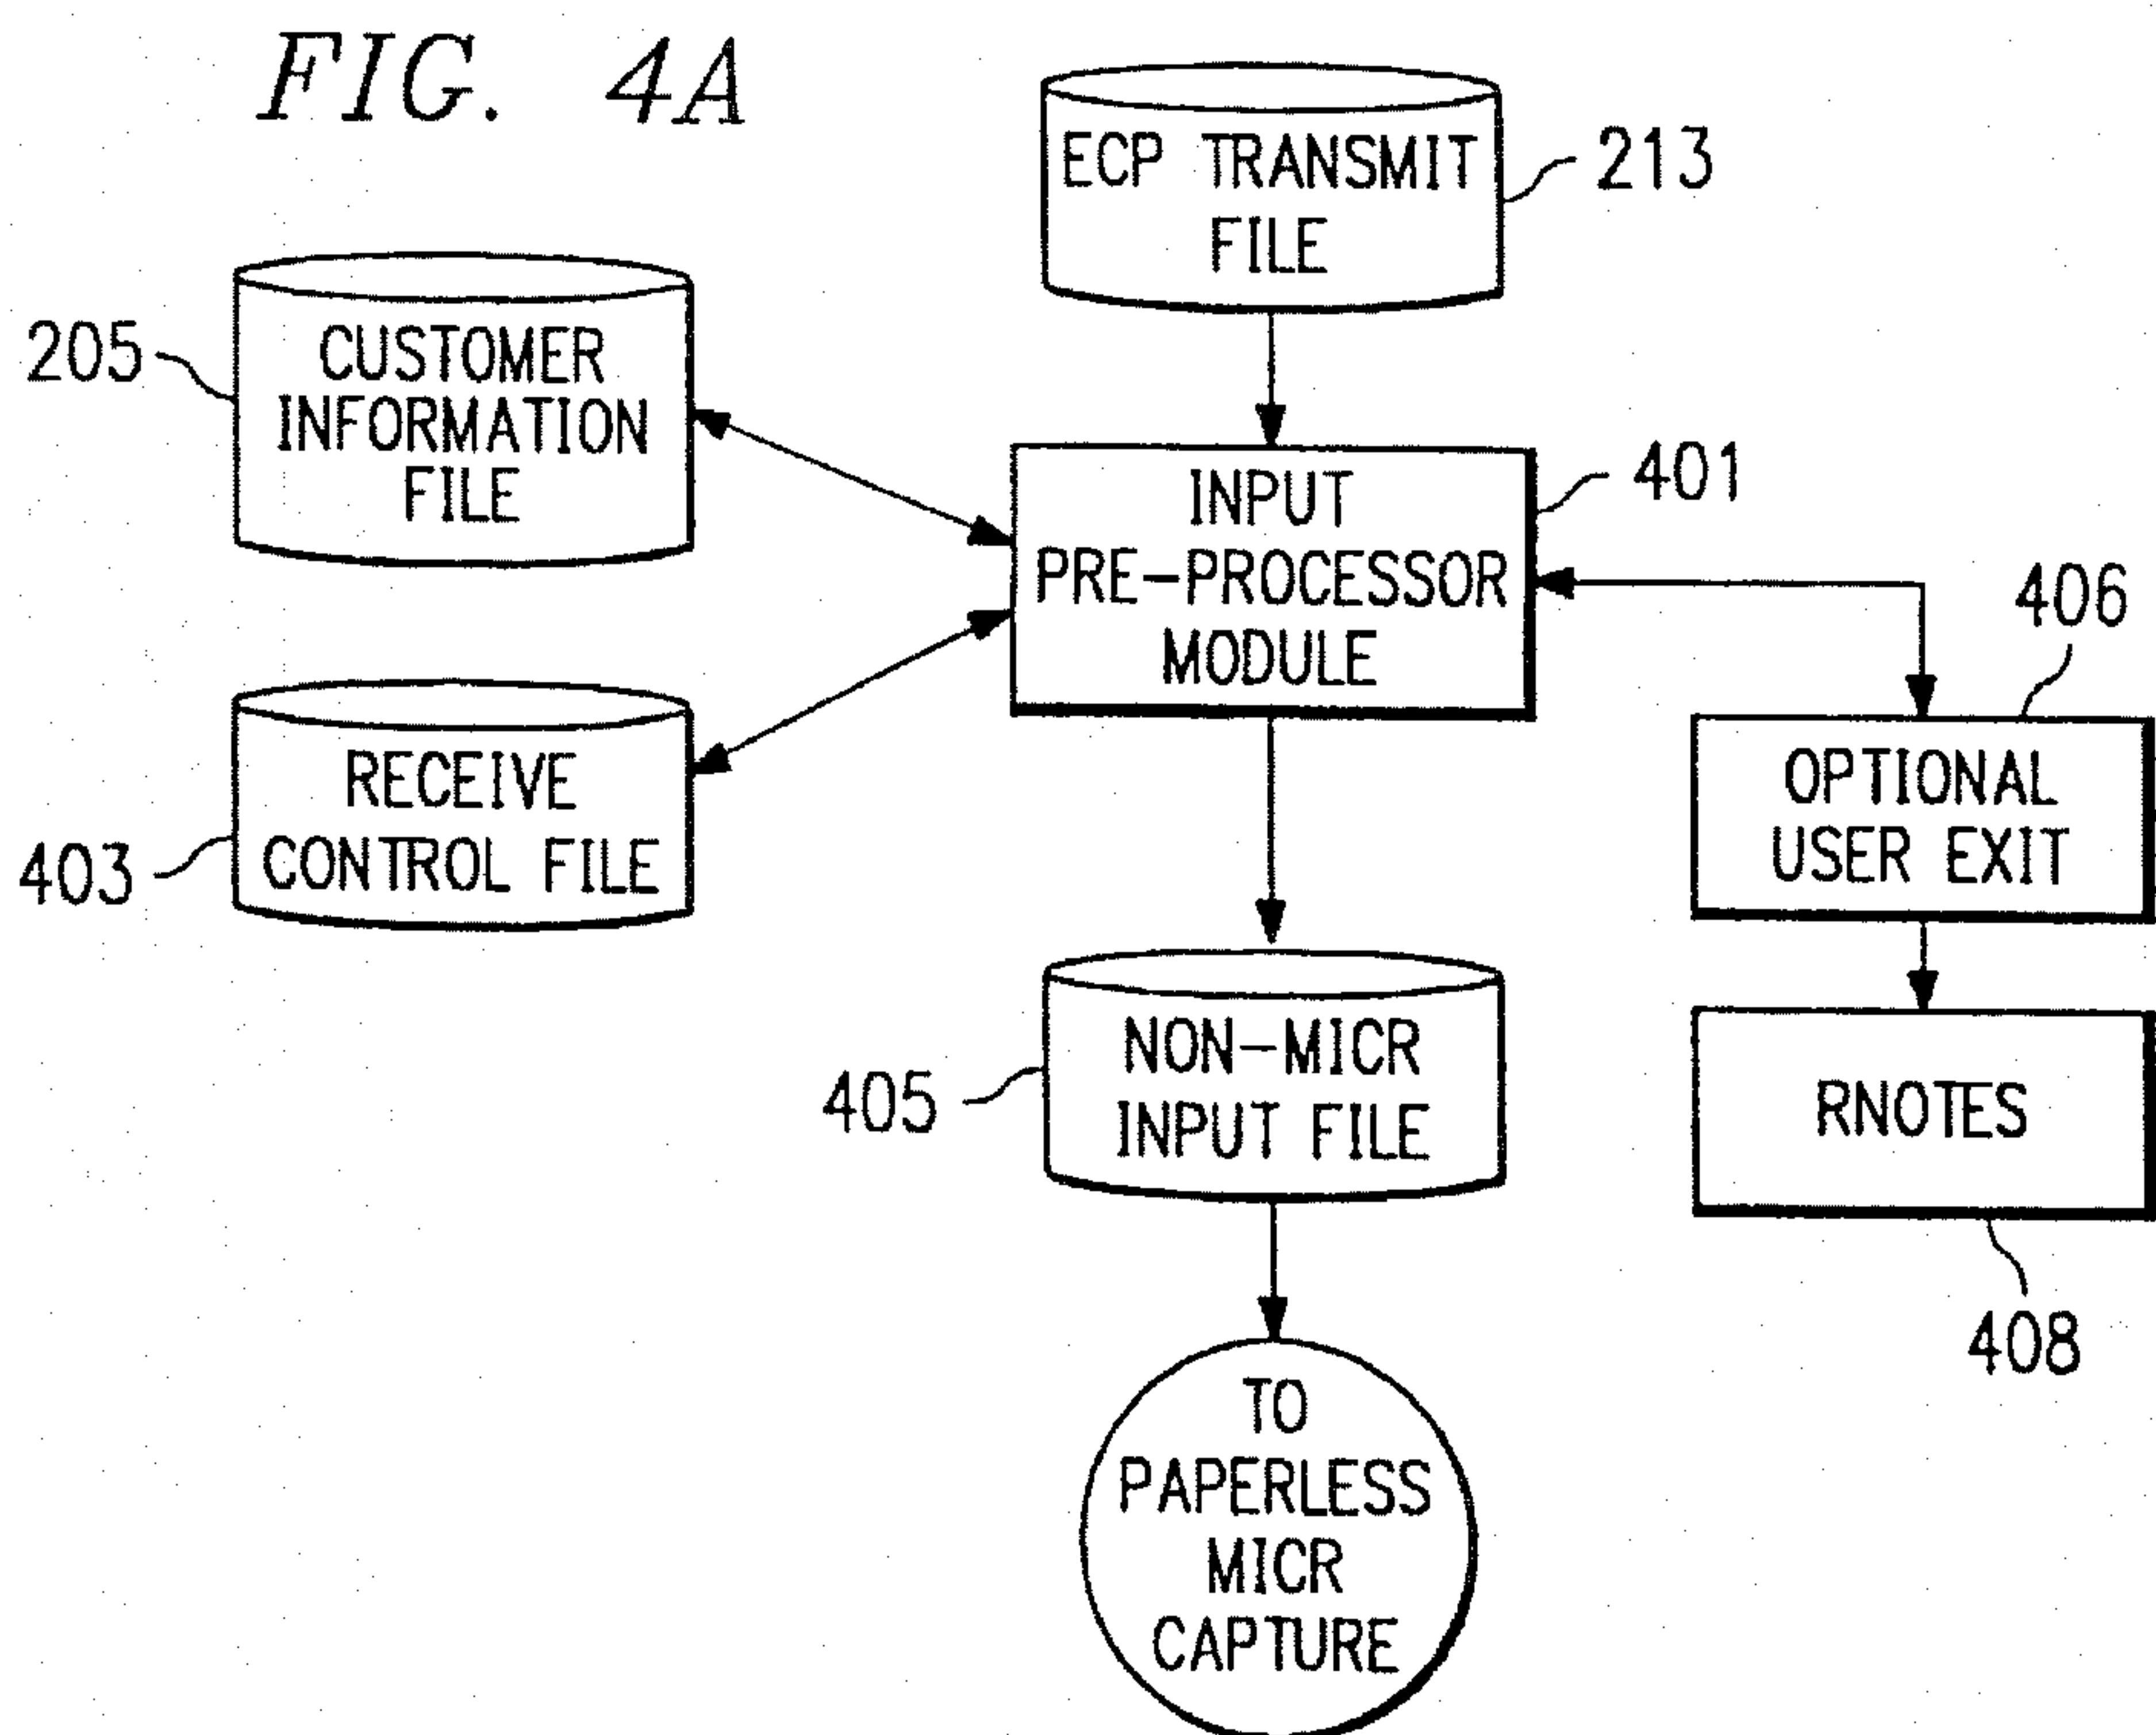 FIG. 4A
ECP TRANSMIT
FILE
213
205
CUSTOMER
INFORMATION
FILE
INPUT
PRE-PROCESSOR
MODULE
401
406
RECEIVE
CONTROL FILE
403
OPTIONAL
USER EXIT
NON-MICR
INPUT FILE
405
RNOTES
408
TO
PAPERLESS
MICR
CAPTURE